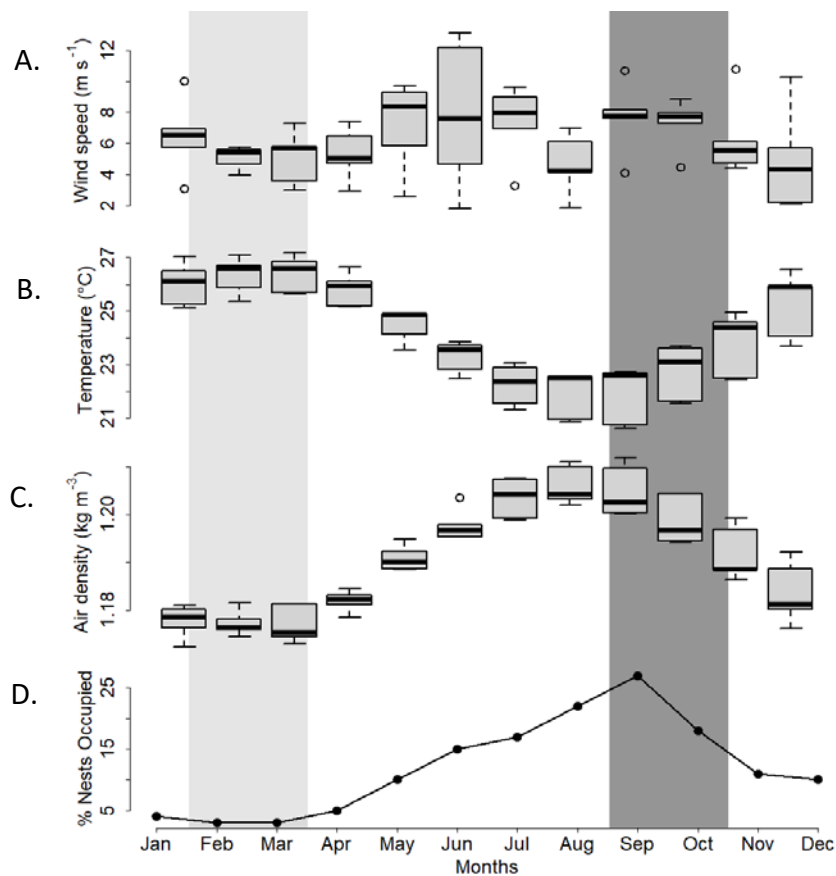 A.
Wind speed (m s⁻¹)
12
8
6
4
2
B.
Temperature (°C)
27
25
23
21
C.
Air density (kg m⁻³)
1.20
1.18
D.
% Nests Occupied
25
15
5
Jan Feb Mar Apr May Jun Jul Aug Sep Oct Nov Dec
Months